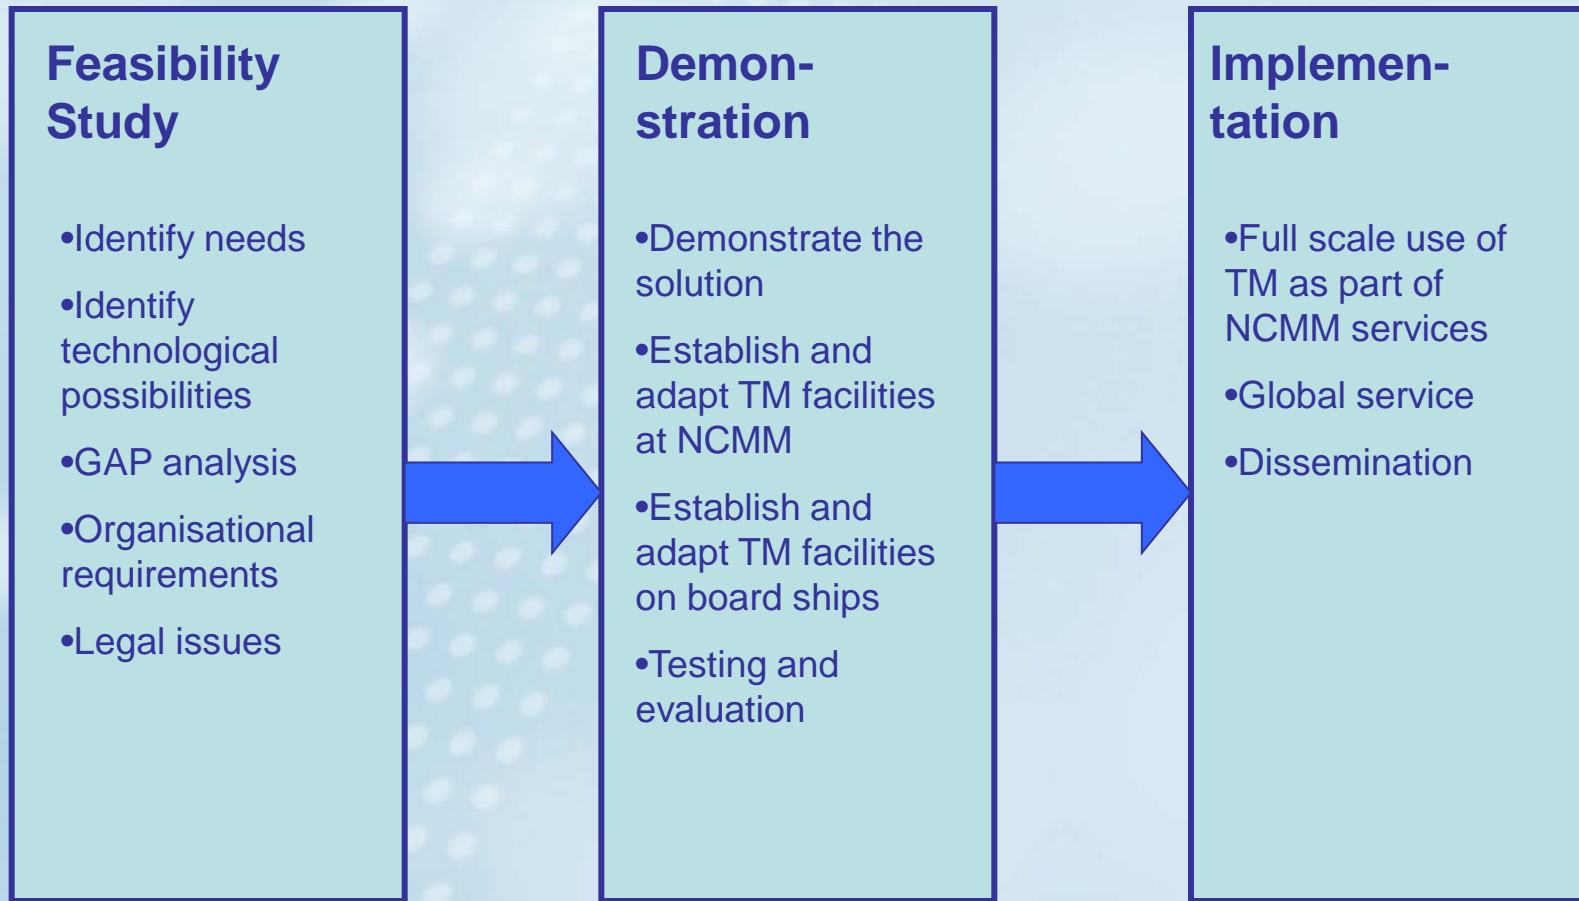 Feasibility
Study
•Identify needs
•Identify
technological
possibilities
•GAP analysis
•Organisational
requirements
•Legal issues
Demon-
stration
•Demonstrate the
solution
•Establish and
adapt TM facilities
at NCMM
•Establish and
adapt TM facilities
on board ships
•Testing and
evaluation
Implemen-
tation
•Full scale use of
TM as part of
NCMM services
•Global service
•Dissemination